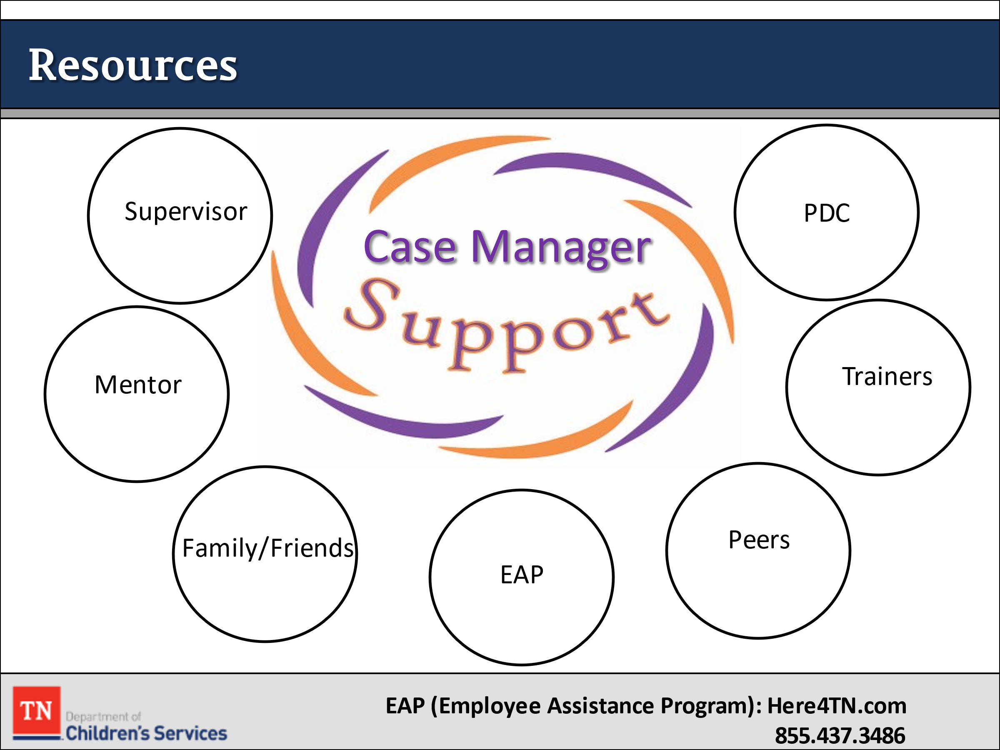 Resources
Supervisor
PDC
Case Manager
Support
Mentor
Trainers
Family/Friends
EAP
Peers
TN
Department of
Children's Services
EAP (Employee Assistance Program): Here4TN.com
855.437.3486